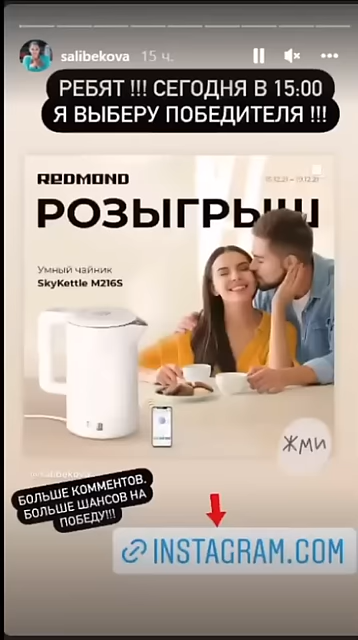 salibekova 15 ч.
РЕБЯТ !!! СЕГОДНЯ В 15:00
Я ВЫБЕРУ ПОБЕДИТЕЛЯ !!!
REDMOND
РОЗЫГРЫШ
Умный чайник
SkyKettle M216S
ЖМИ
БОЛЬШЕ КОММЕНТОВ.
БОЛЬШЕ ШАНСОВ НА
ПОБЕДУ!!!
INSTAGRAM.COM